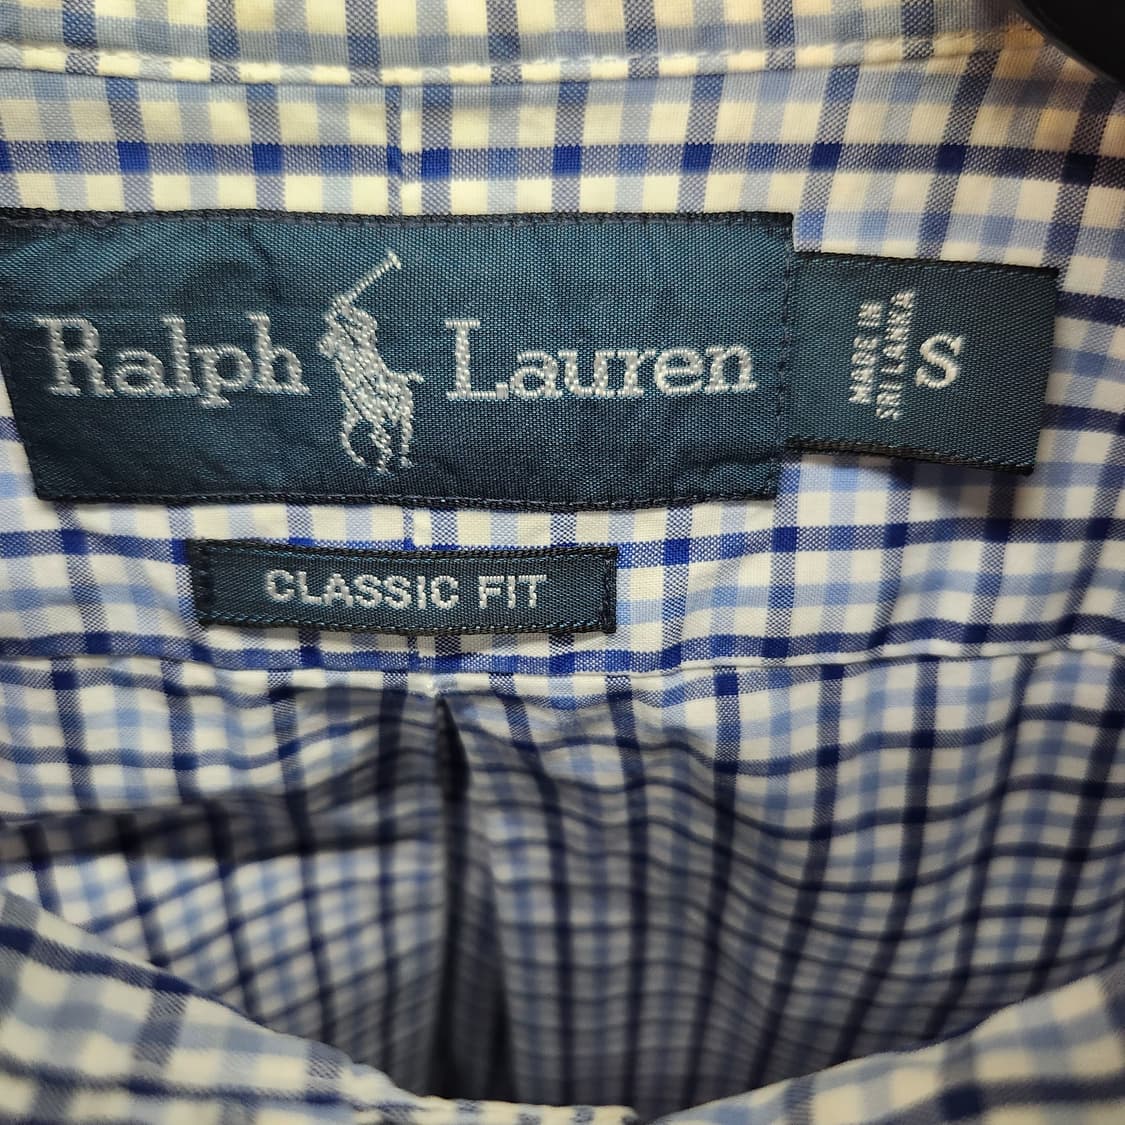 Ralph Lauren
MADE IN
SRI LANKA
S
CLASSIC FIT